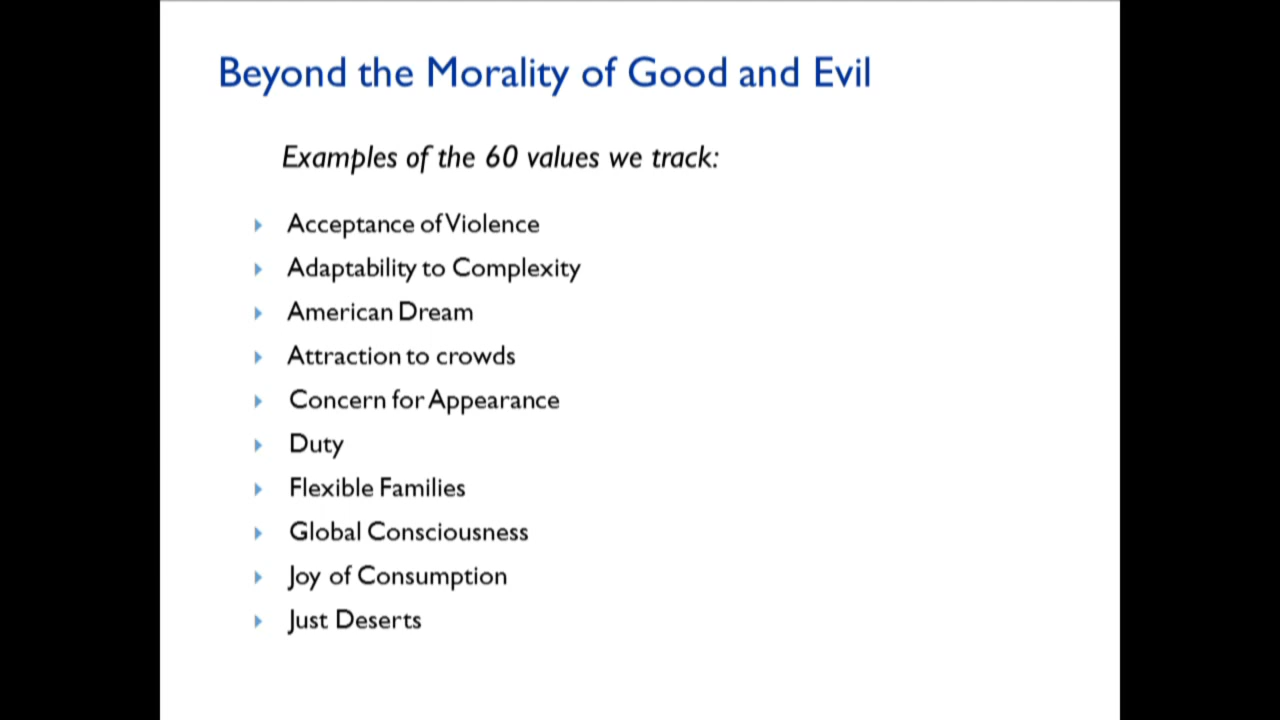 Beyond the Morality of Good and Evil
Examples of the 60 values we track:
Acceptance of Violence
Adaptability to Complexity
American Dream
Attraction to crowds
Concern for Appearance
Duty
Flexible Families
Global Consciousness
Joy of Consumption
Just Deserts